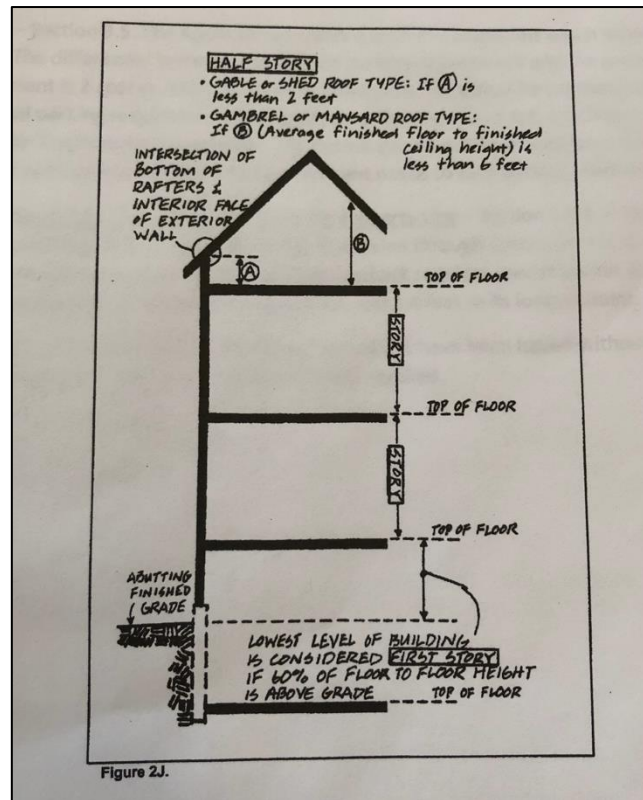 HALF STORY
• GABLE or SHED ROOF TYPE: If Ⓐ is
less than 2 feet
• GAMBREL or MANSARD ROOF TYPE:
If Ⓑ (Average finished floor to finished
ceiling height) is
less than 6 feet
INTERSECTION OF
BOTTOM OF
RAFTERS &
INTERIOR FACE
OF EXTERIOR
WALL
Ⓑ
Ⓐ
TOP OF FLOOR
STORY
TOP OF FLOOR
STORY
TOP OF FLOOR
ABUTTING
FINISHED
GRADE
LOWEST LEVEL OF BUILDING
IS CONSIDERED FIRST STORY
IF 60% OF FLOOR TO FLOOR HEIGHT
IS ABOVE GRADE
TOP OF FLOOR
Figure 2J.